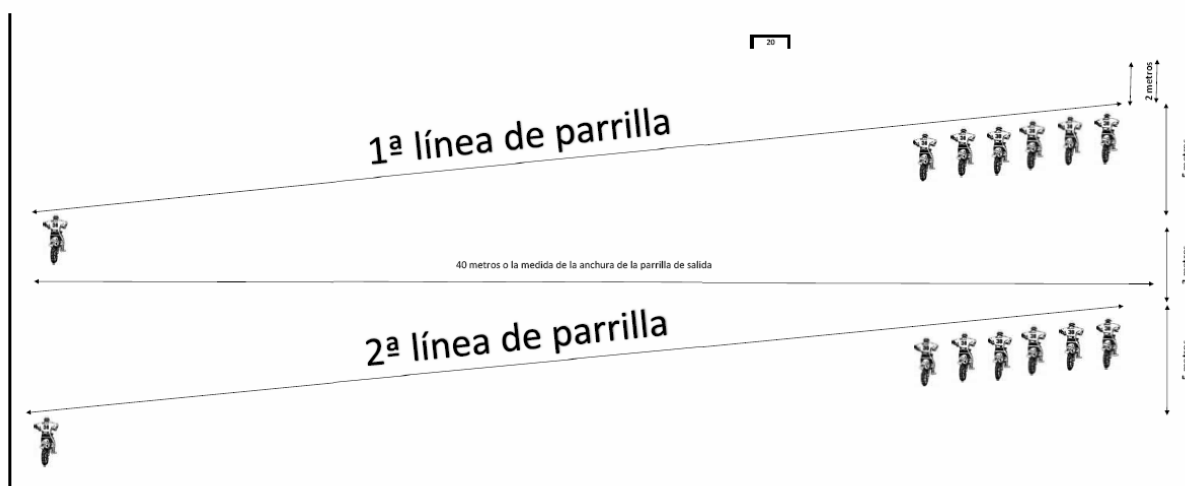 20
2 metros
1ª línea de parrilla
40 metros o la medida de la anchura de la parrilla de salida
2ª línea de parrilla